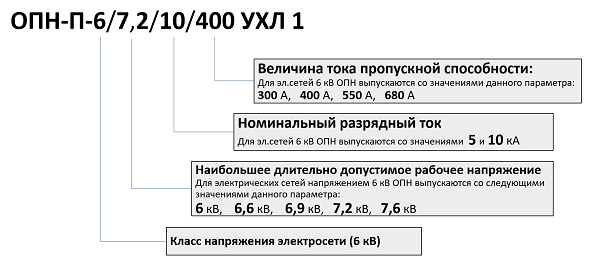 ОПН-П-6/7,2/10/400 УХЛ 1
Величина тока пропускной способности:
Для эл.сетей 6 кВ ОПН выпускаются со значениями данного параметра:
300 А, 400 А, 550 А, 680 А
Номинальный разрядный ток
Для эл.сетей 6 кВ ОПН выпускаются со значениями 5 и 10 кА
Наибольшее длительно допустимое рабочее напряжение
Для электрических сетей напряжением 6 кВ ОПН выпускаются со следующими
значениями данного параметра:
6 кВ, 6,6 кВ, 6,9 кВ, 7,2 кВ, 7,6 кВ
Класс напряжения электросети (6 кВ)